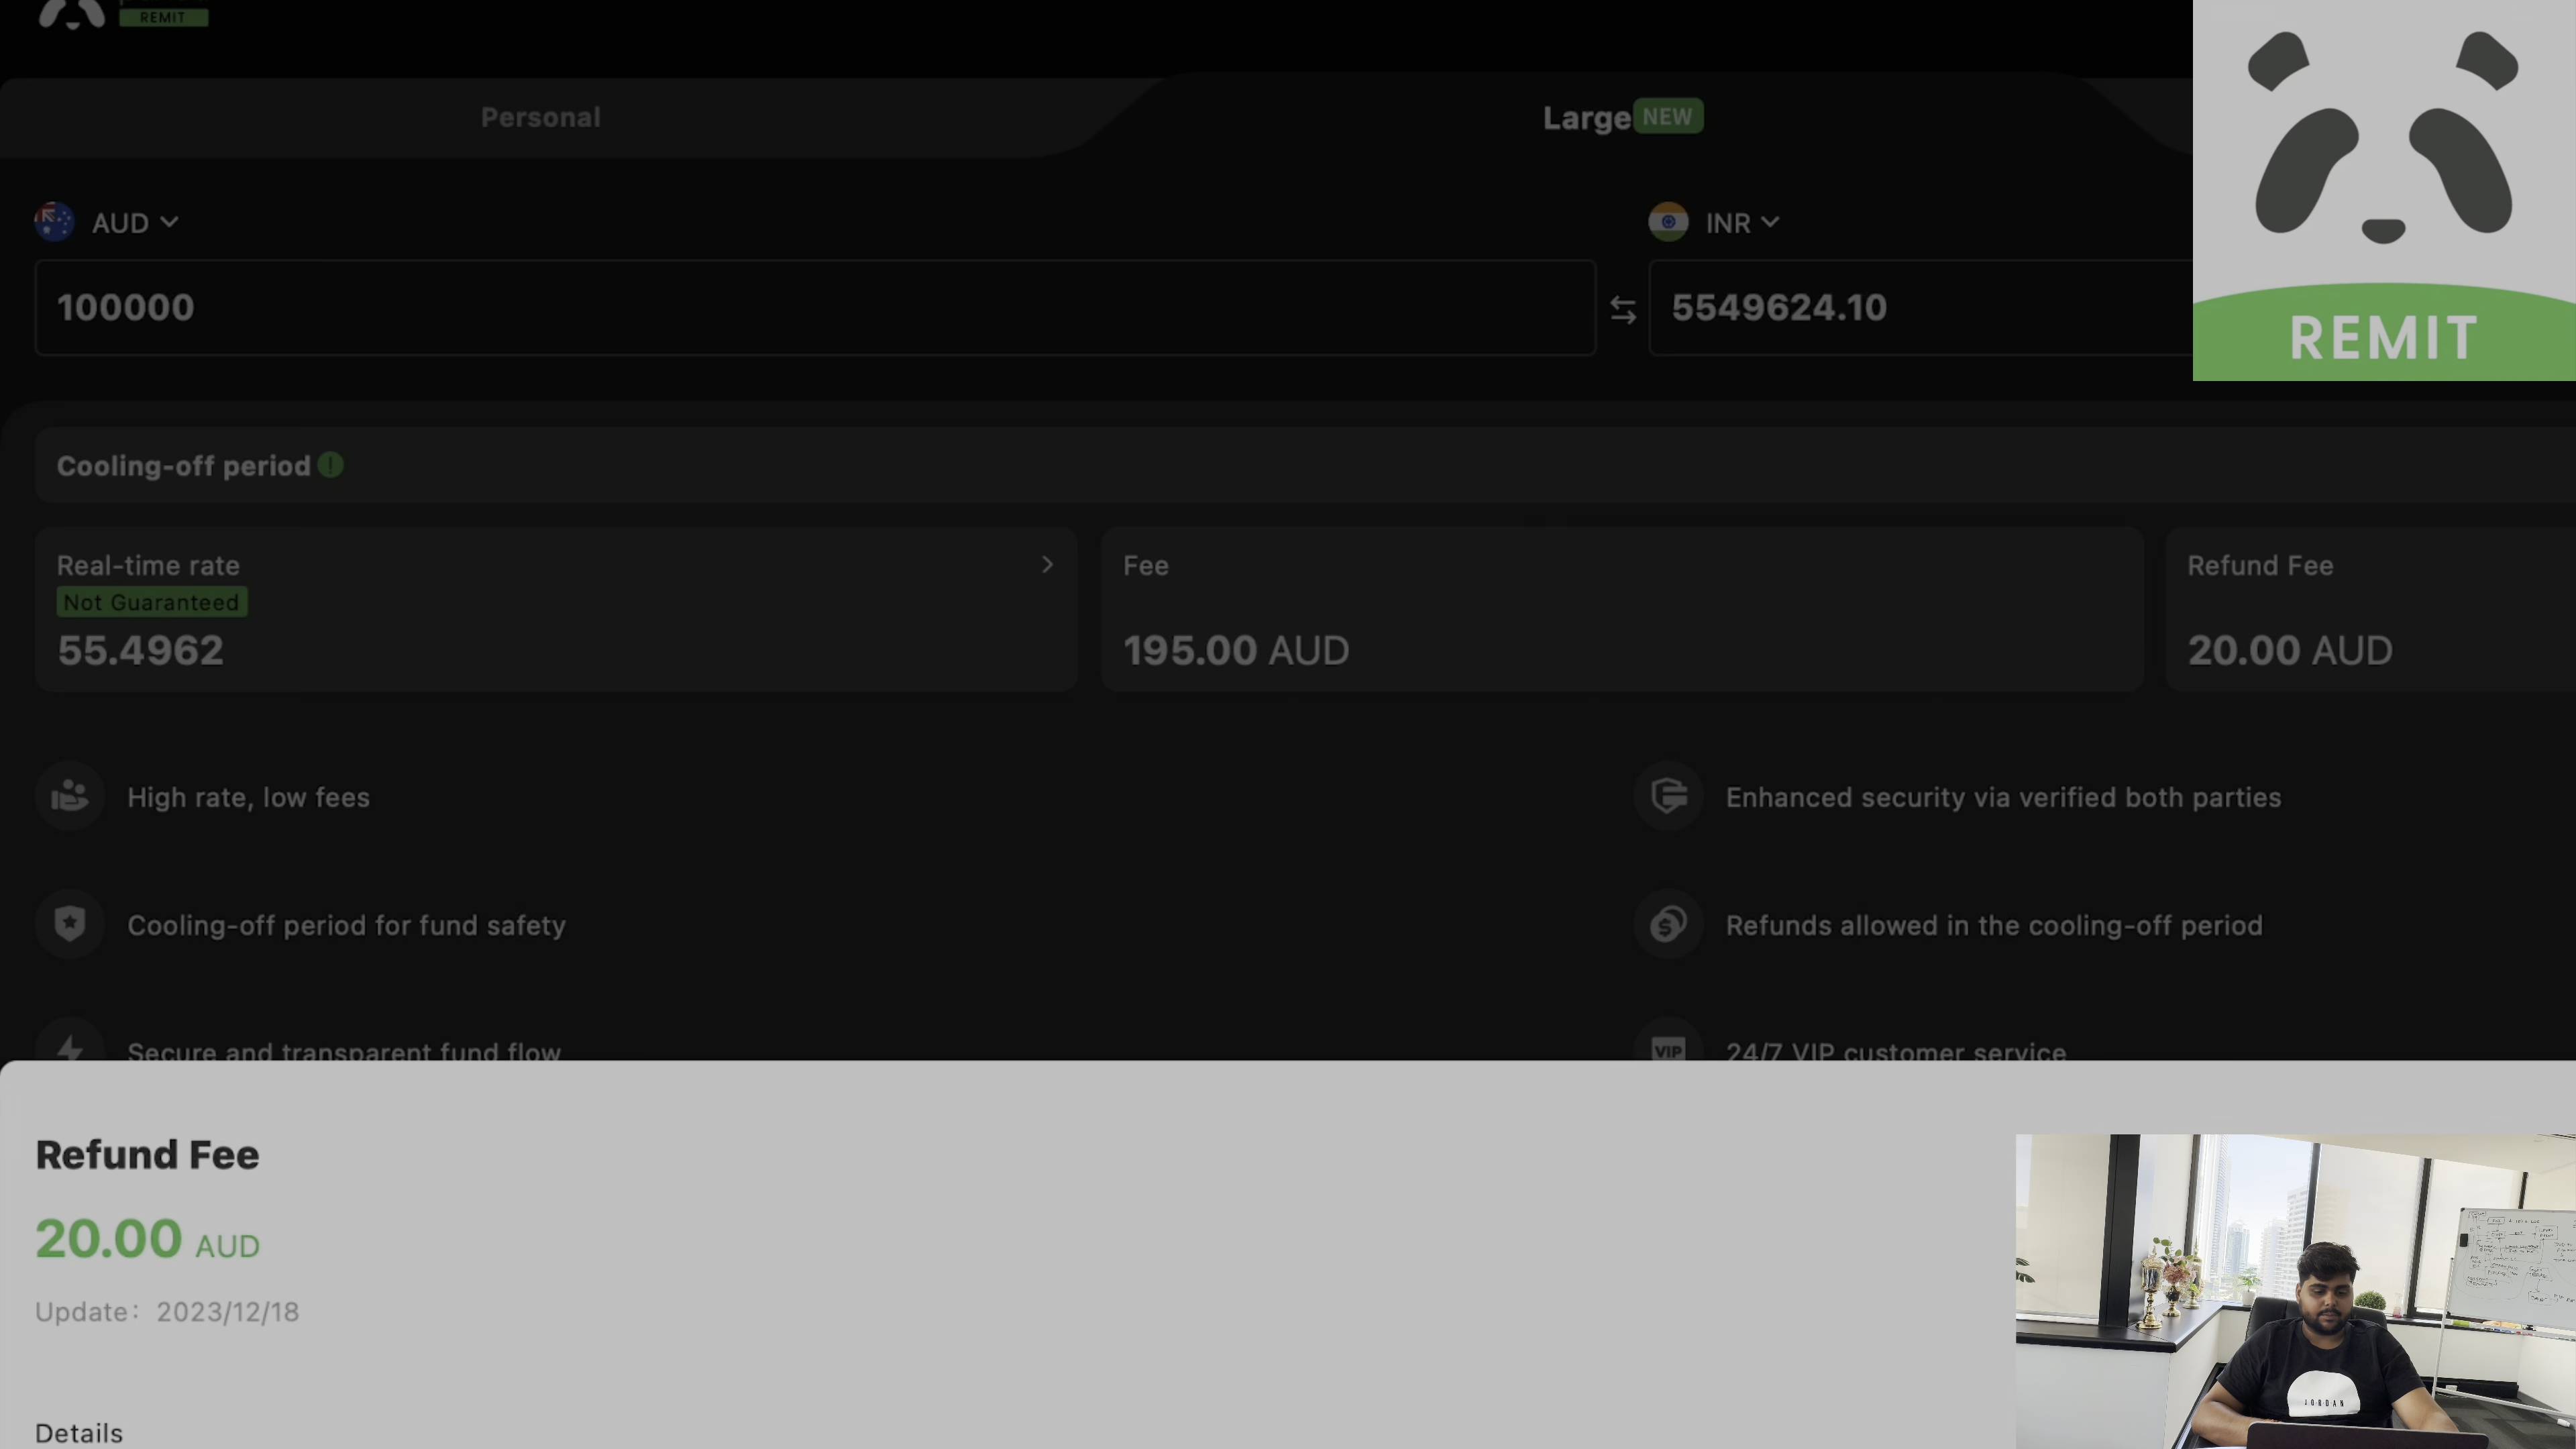 REMIT
Personal
Large NEW
REMIT
AUD
INR
100000
5549624.10
Cooling-off period
Real-time rate
Not Guaranteed
55.4962
Fee
195.00 AUD
Refund Fee
20.00 AUD
High rate, low fees
Enhanced security via verified both parties
Cooling-off period for fund safety
Refunds allowed in the cooling-off period
Secure and transparent fund flow
VIP
24/7 VIP customer service
Refund Fee
20.00 AUD
Update: 2023/12/18
Details
JORDAN